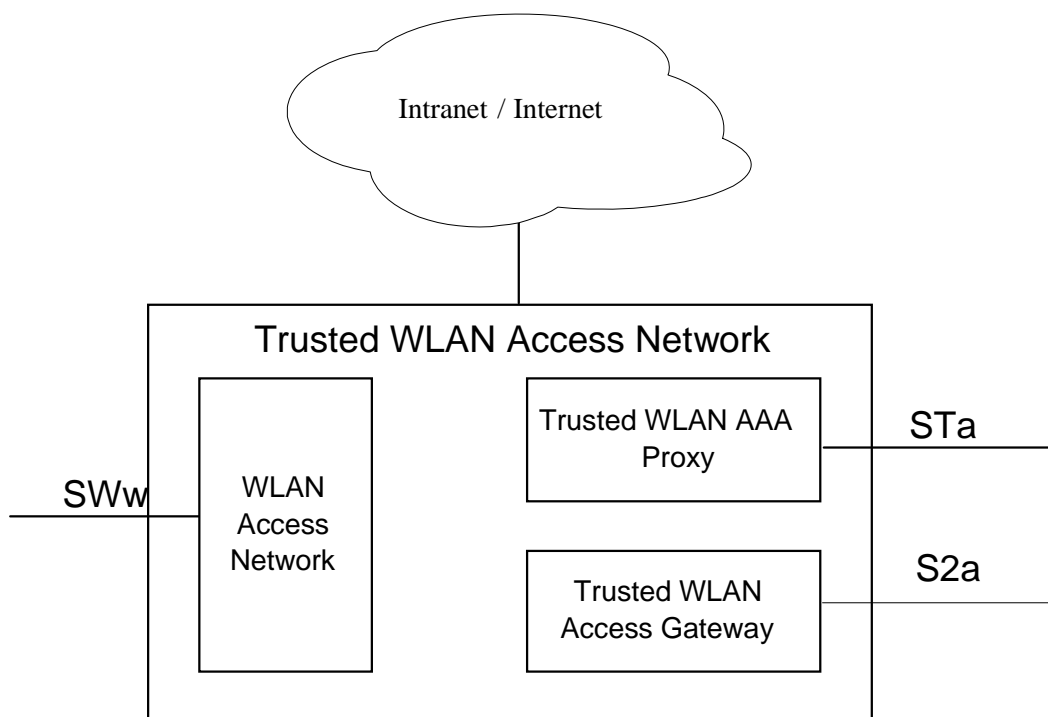 Intranet / Internet
Trusted WLAN Access Network
Trusted WLAN AAA
Proxy
STa
SWw
WLAN
Access
Network
S2a
Trusted WLAN
Access Gateway